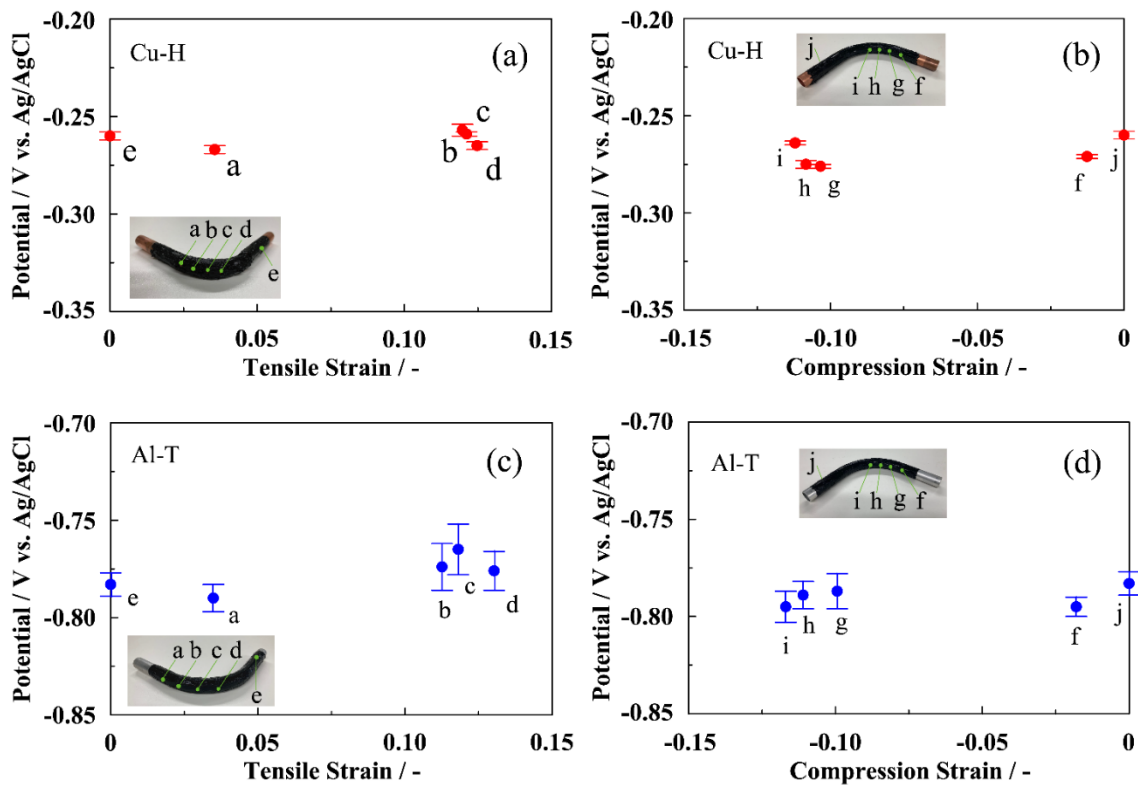 -0.20
Cu-H
(a)
-0.25
c
e
a
b
d
-0.30
a b c d
e
-0.35
0
0.05
0.10
0.15
Potential / V vs. Ag/AgCl
Tensile Strain / -
-0.20
Cu-H
(b)
j
i h g f
-0.25
i
h
g
f
j
-0.30
-0.35
-0.15
-0.10
-0.05
0
Potential / V vs. Ag/AgCl
Compression Strain / -
-0.70
Al-T
(c)
-0.75
e
a
b
c
d
-0.80
a b c d
e
-0.85
0
0.05
0.10
0.15
Potential / V vs. Ag/AgCl
Tensile Strain / -
-0.70
Al-T
(d)
j
i h g f
-0.75
i
h
g
f
j
-0.80
-0.85
-0.15
-0.10
-0.05
0
Potential / V vs. Ag/AgCl
Compression Strain / -